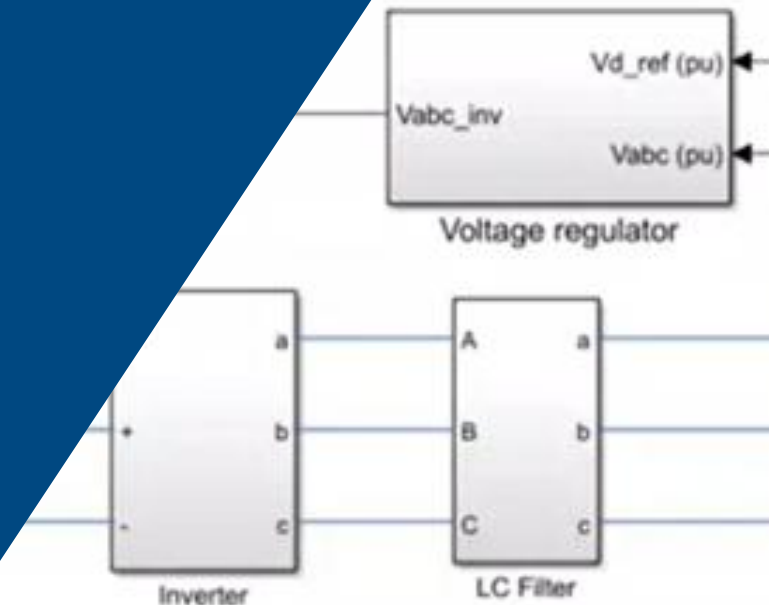 Vd_ref (pu)
Vabc_inv
Vabc (pu)
Voltage regulator
a A a
+ b B b
- c C c
Inverter LC Filter